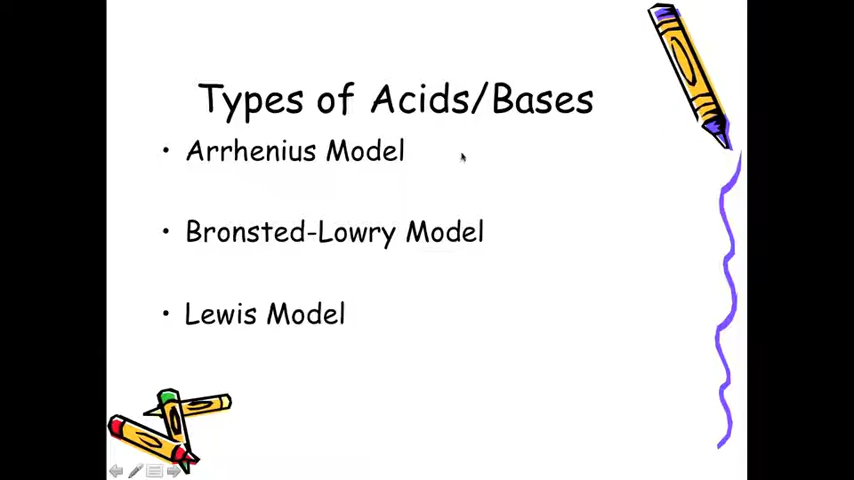 Types of Acids/Bases
• Arrhenius Model
• Bronsted-Lowry Model
• Lewis Model